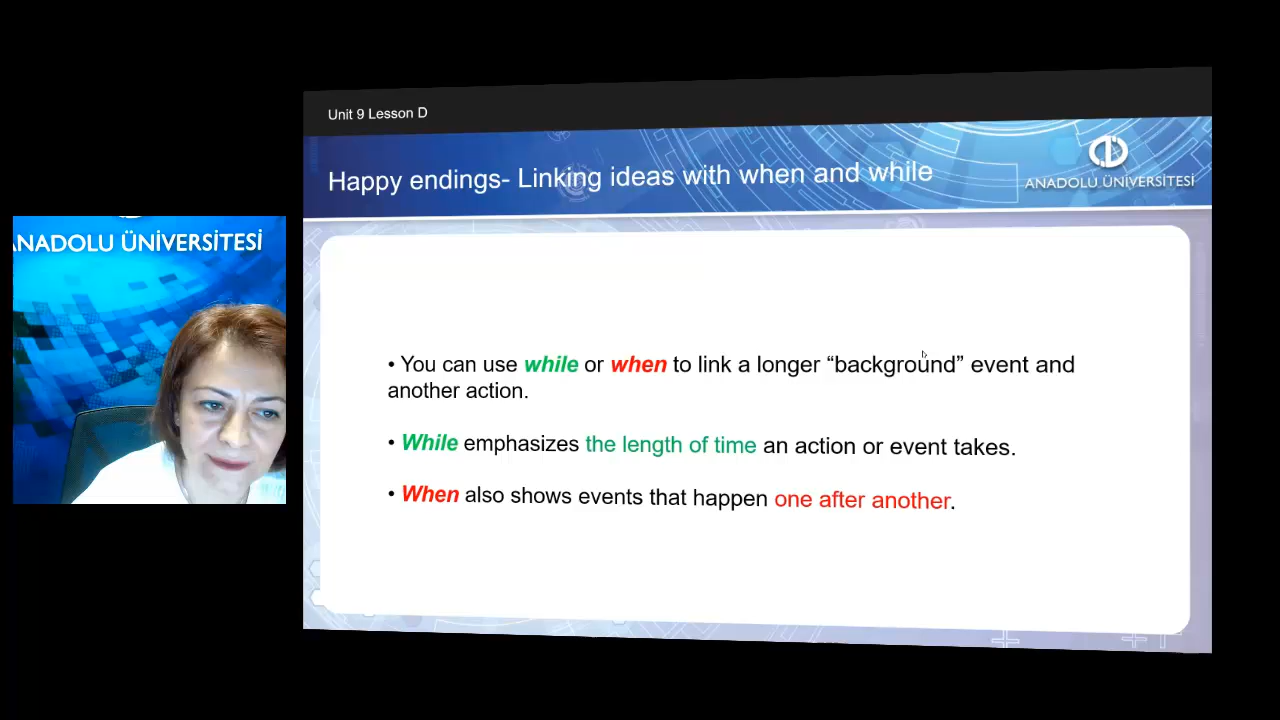 Unit 9 Lesson D
Happy endings- Linking ideas with when and while
ANADOLU ÜNİVERSİTESİ
ANADOLU ÜNİVERSİTESİ
• You can use while or when to link a longer “background” event and
another action.
• While emphasizes the length of time an action or event takes.
• When also shows events that happen one after another.